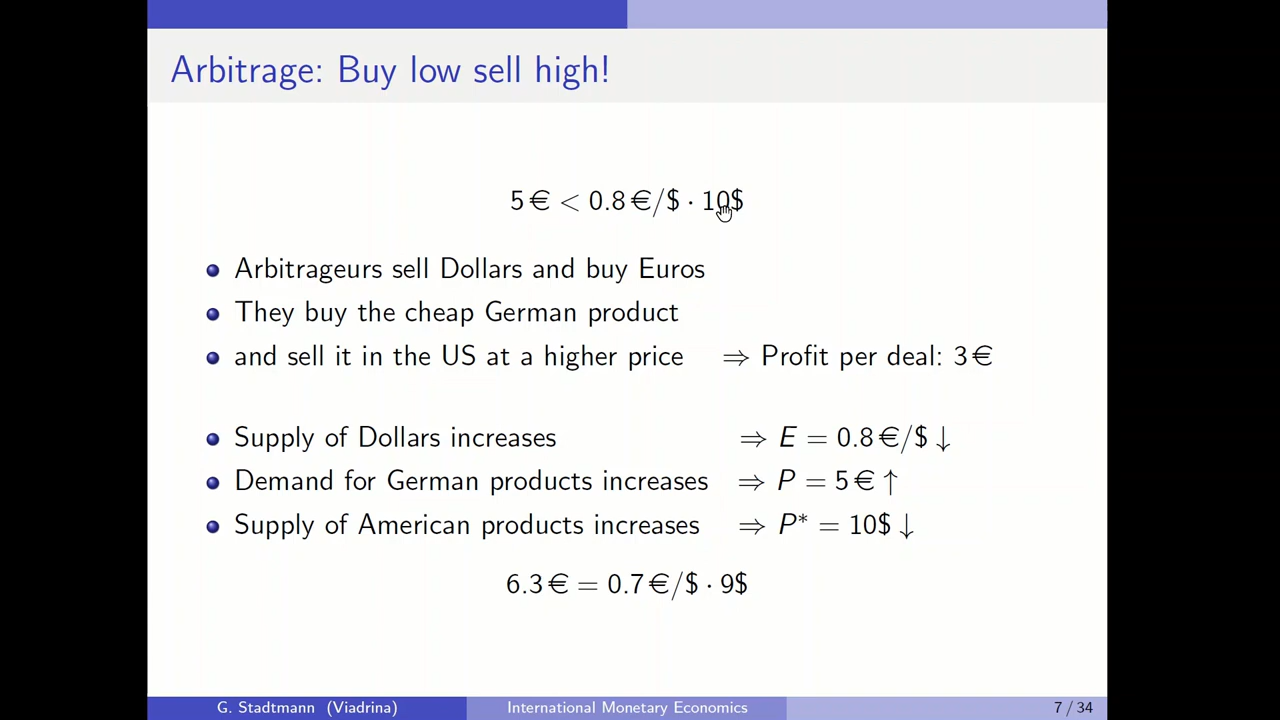 Arbitrage: Buy low sell high!
5 € < 0.8 €/$ · 10$
Arbitrageurs sell Dollars and buy Euros
They buy the cheap German product
and sell it in the US at a higher price ⇒ Profit per deal: 3 €
Supply of Dollars increases ⇒ E = 0.8 €/$ ↓
Demand for German products increases ⇒ P = 5 € ↑
Supply of American products increases ⇒ P* = 10$ ↓
6.3 € = 0.7 €/$ · 9$
G. Stadtmann (Viadrina) International Monetary Economics 7 / 34